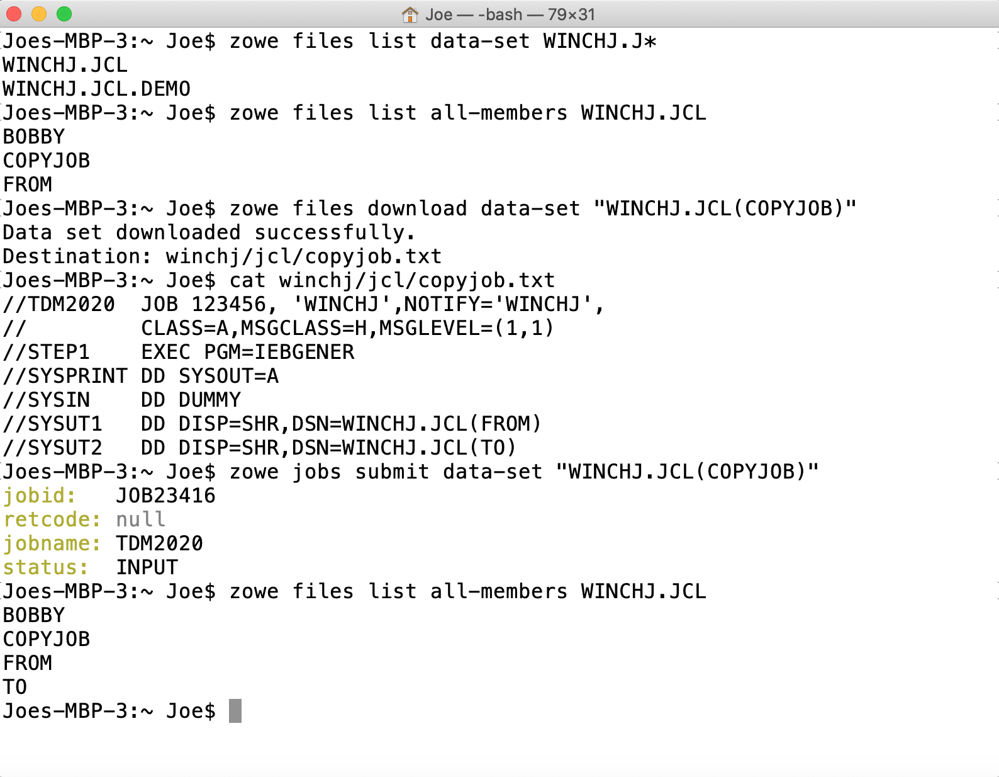 Joe — -bash — 79×31
Joes-MBP-3:~ Joe$ zowe files list data-set WINCHJ.J*
WINCHJ.JCL
WINCHJ.JCL.DEMO
Joes-MBP-3:~ Joe$ zowe files list all-members WINCHJ.JCL
BOBBY
COPYJOB
FROM
Joes-MBP-3:~ Joe$ zowe files download data-set "WINCHJ.JCL(COPYJOB)"
Data set downloaded successfully.
Destination: winchj/jcl/copyjob.txt
Joes-MBP-3:~ Joe$ cat winchj/jcl/copyjob.txt
//TDM2020  JOB 123456, 'WINCHJ',NOTIFY='WINCHJ',
//         CLASS=A,MSGCLASS=H,MSGLEVEL=(1,1)
//STEP1    EXEC PGM=IEBGENER
//SYSPRINT DD SYSOUT=A
//SYSIN    DD DUMMY
//SYSUT1   DD DISP=SHR,DSN=WINCHJ.JCL(FROM)
//SYSUT2   DD DISP=SHR,DSN=WINCHJ.JCL(TO)
Joes-MBP-3:~ Joe$ zowe jobs submit data-set "WINCHJ.JCL(COPYJOB)"
jobid:   JOB23416
retcode: null
jobname: TDM2020
status:  INPUT
Joes-MBP-3:~ Joe$ zowe files list all-members WINCHJ.JCL
BOBBY
COPYJOB
FROM
TO
Joes-MBP-3:~ Joe$